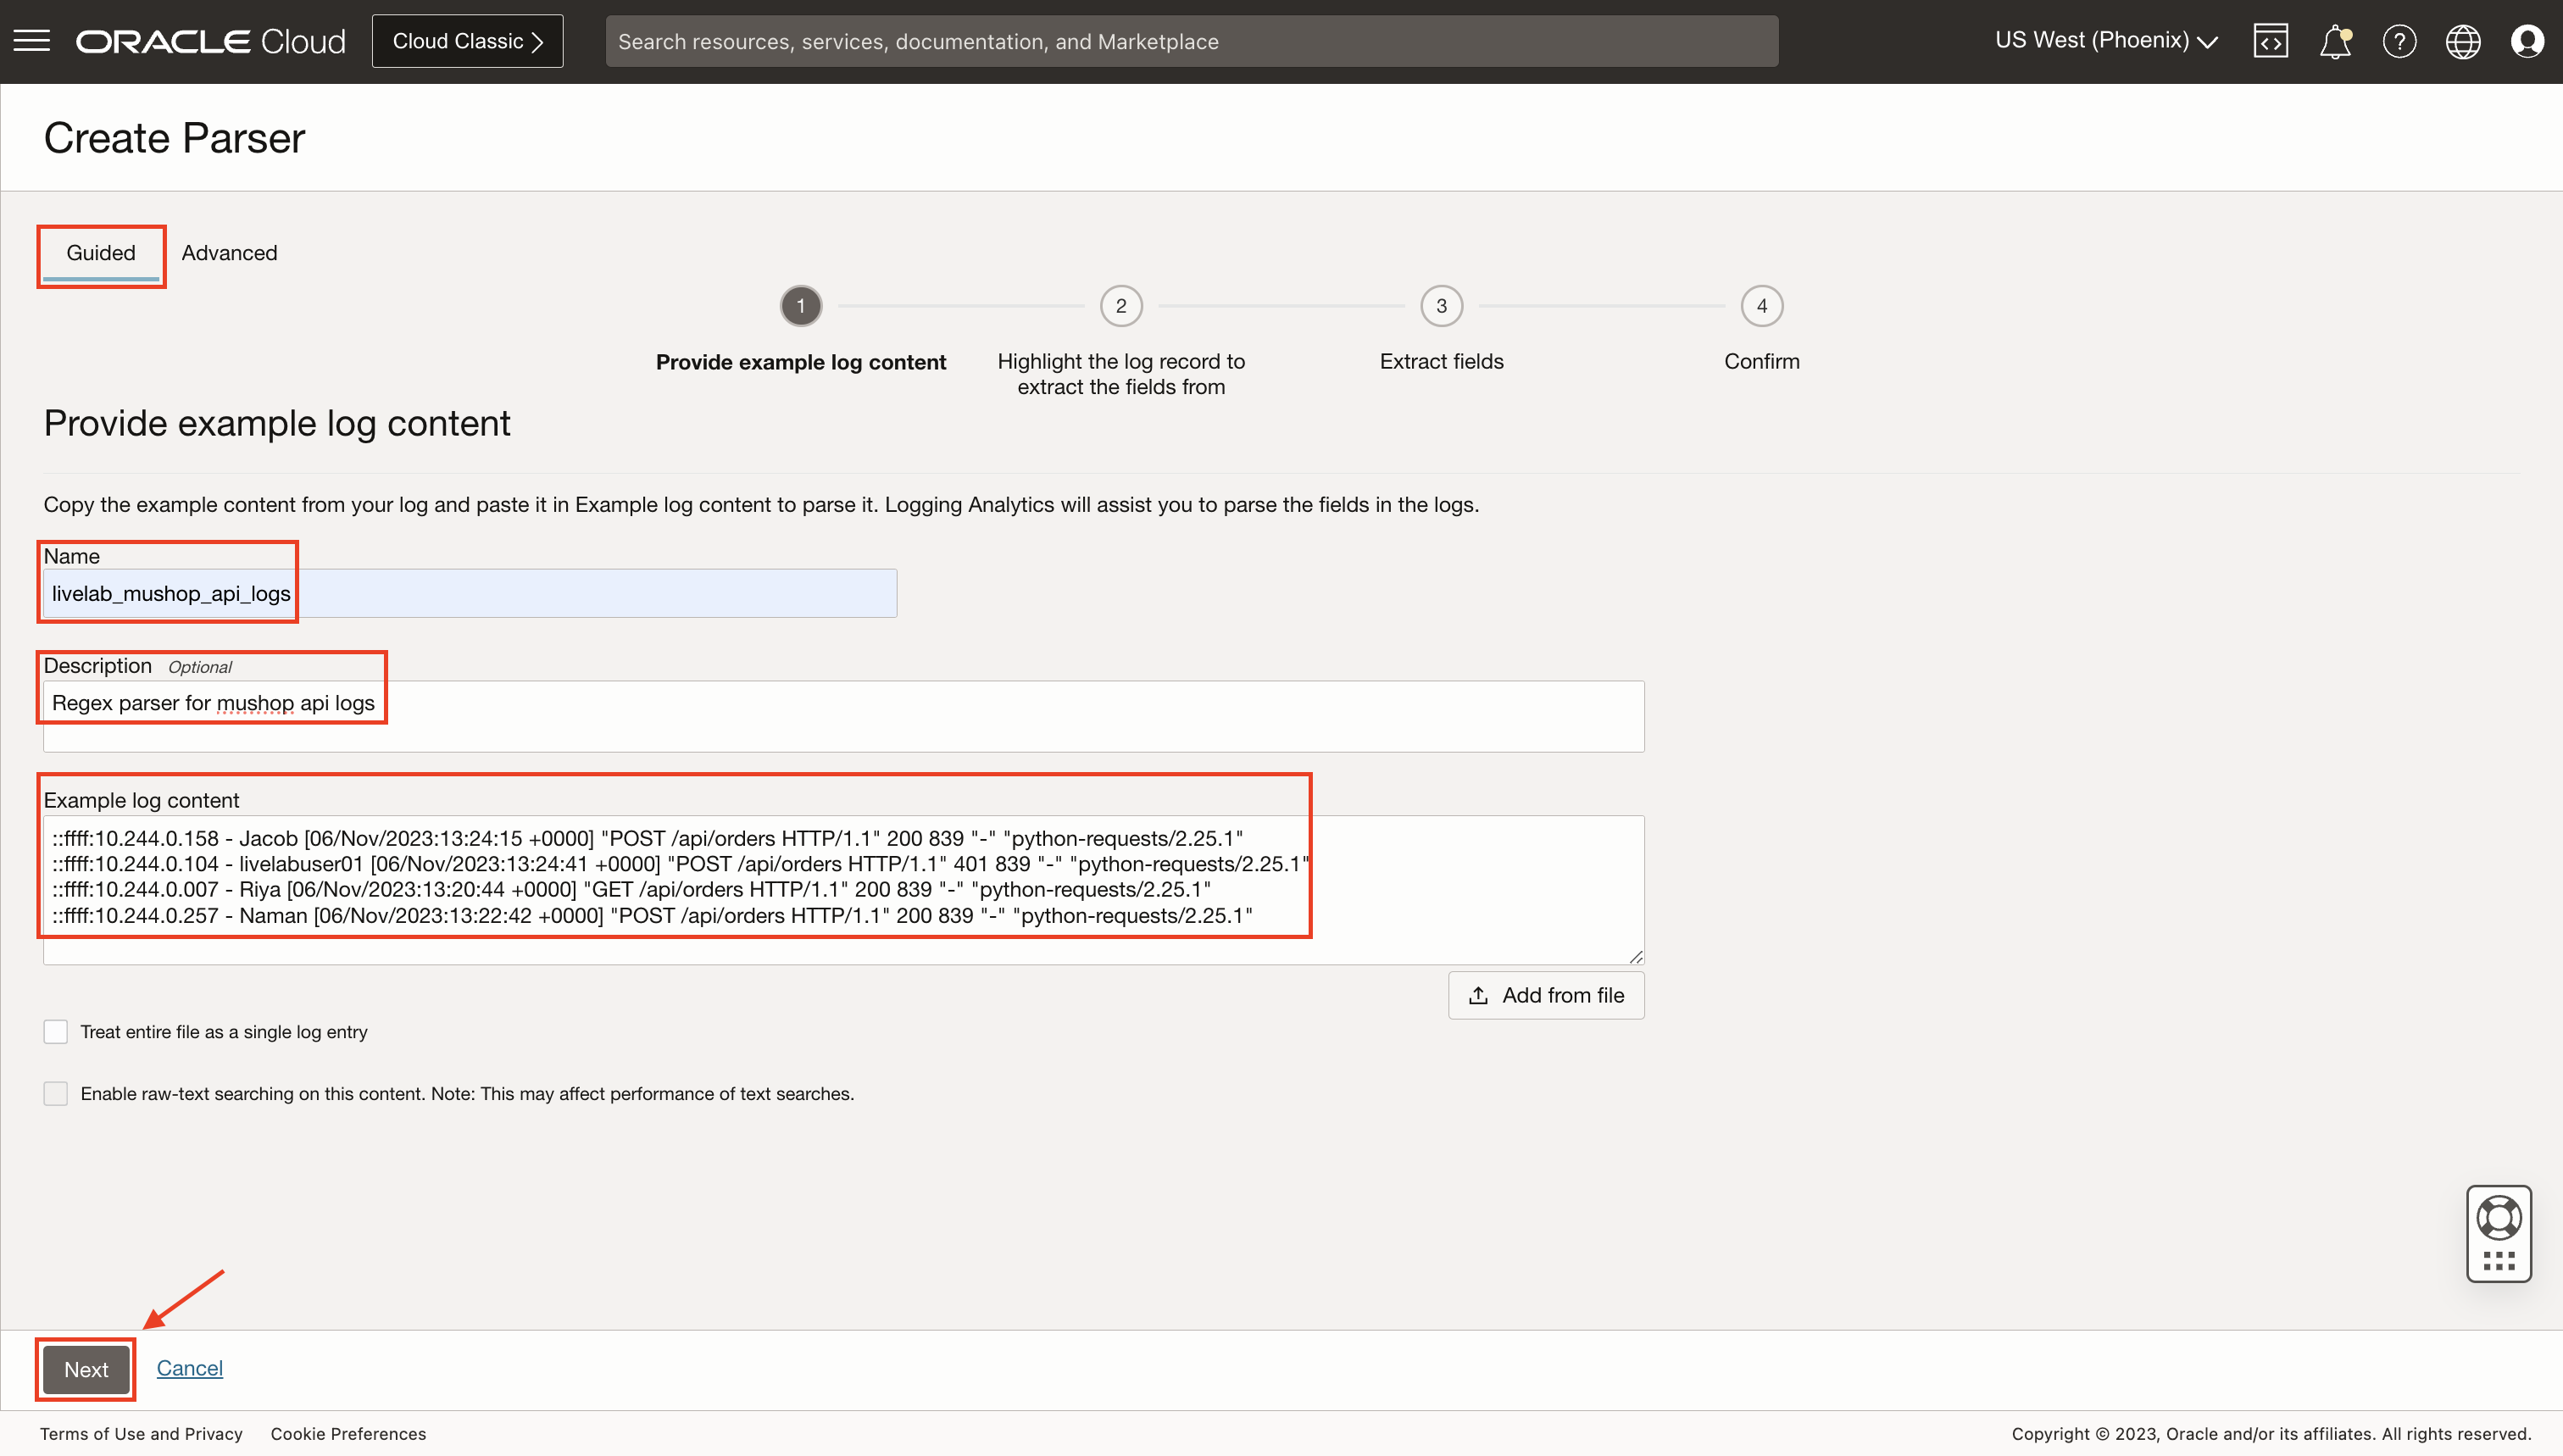 ORACLE Cloud
Cloud Classic
Search resources, services, documentation, and Marketplace
US West (Phoenix)
Create Parser
Guided
Advanced
1
2
3
4
Provide example log content
Highlight the log record to
extract the fields from
Extract fields
Confirm
Provide example log content
Copy the example content from your log and paste it in Example log content to parse it. Logging Analytics will assist you to parse the fields in the logs.
Name
livelab_mushop_api_logs
Description Optional
Regex parser for mushop api logs
Example log content
::ffff:10.244.0.158 - Jacob [06/Nov/2023:13:24:15 +0000] "POST /api/orders HTTP/1.1" 200 839 "-" "python-requests/2.25.1"
::ffff:10.244.0.104 - livelabuser01 [06/Nov/2023:13:24:41 +0000] "POST /api/orders HTTP/1.1" 401 839 "-" "python-requests/2.25.1"
::ffff:10.244.0.007 - Riya [06/Nov/2023:13:20:44 +0000] "GET /api/orders HTTP/1.1" 200 839 "-" "python-requests/2.25.1"
::ffff:10.244.0.257 - Naman [06/Nov/2023:13:22:42 +0000] "POST /api/orders HTTP/1.1" 200 839 "-" "python-requests/2.25.1"
Add from file
Treat entire file as a single log entry
Enable raw-text searching on this content. Note: This may affect performance of text searches.
Next
Cancel
Terms of Use and Privacy
Cookie Preferences
Copyright © 2023, Oracle and/or its affiliates. All rights reserved.